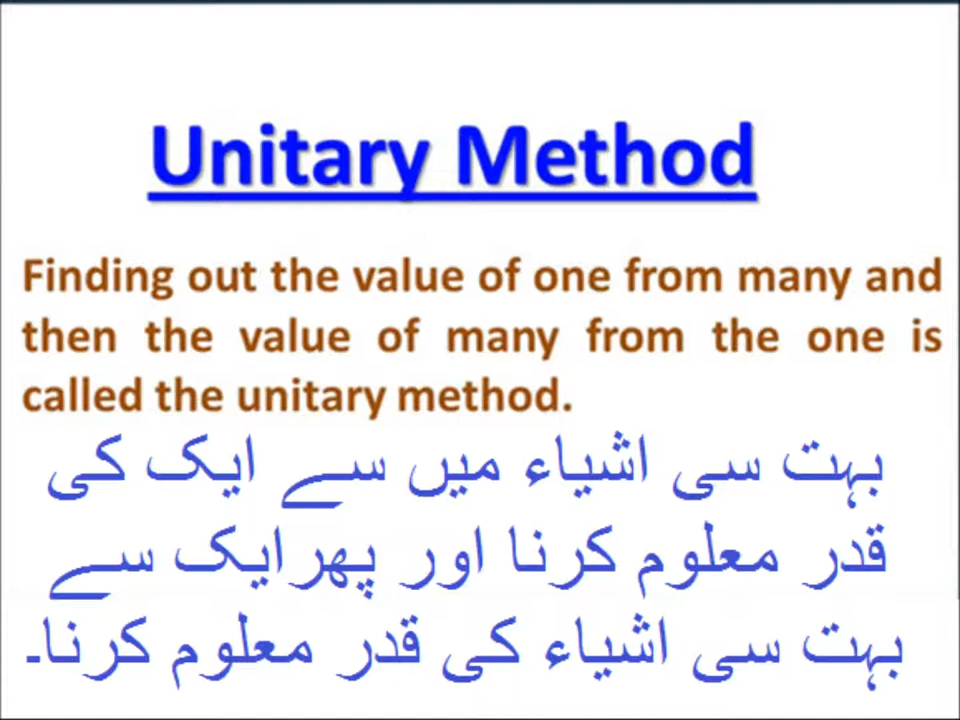 Unitary Method
Finding out the value of one from many and
then the value of many from the one is
called the unitary method.
بہت سی اشیاء میں سے ایک کی
قدر معلوم کرنا اور پھرایک سے
بہت سی اشیاء کی قدر معلوم کرنا۔